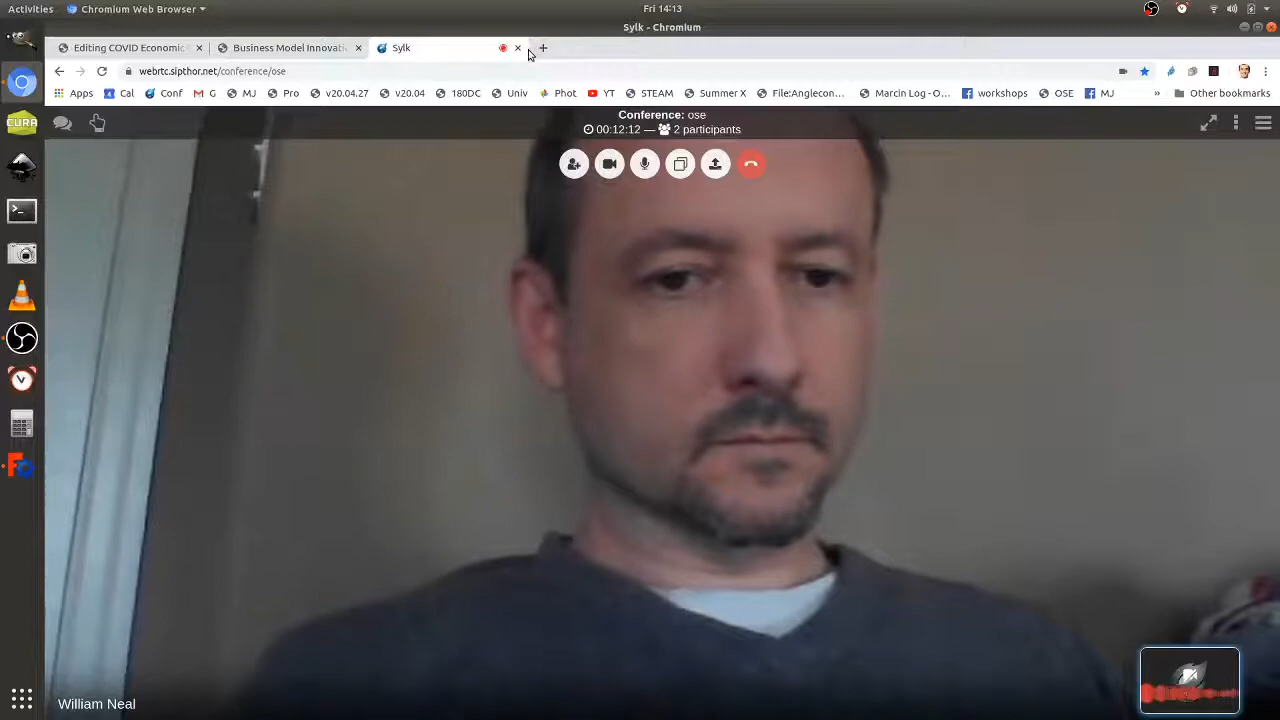 Activities
Chromium Web Browser
Fri 14:13
Sylk - Chromium
Editing COVID Economic
Business Model Innovati
Sylk
webrtc.sipthor.net/conference/ose
Apps
Cal
Conf
G
MJ
Pro
v20.04.27
v20.04
180DC
Univ
Phot
YT
STEAM
Summer X
File:Anglecon...
Marcin Log - O...
workshops
OSE
MJ
»
Other bookmarks
Conference: ose
00:12:12 — 2 participants
CURA
William Neal